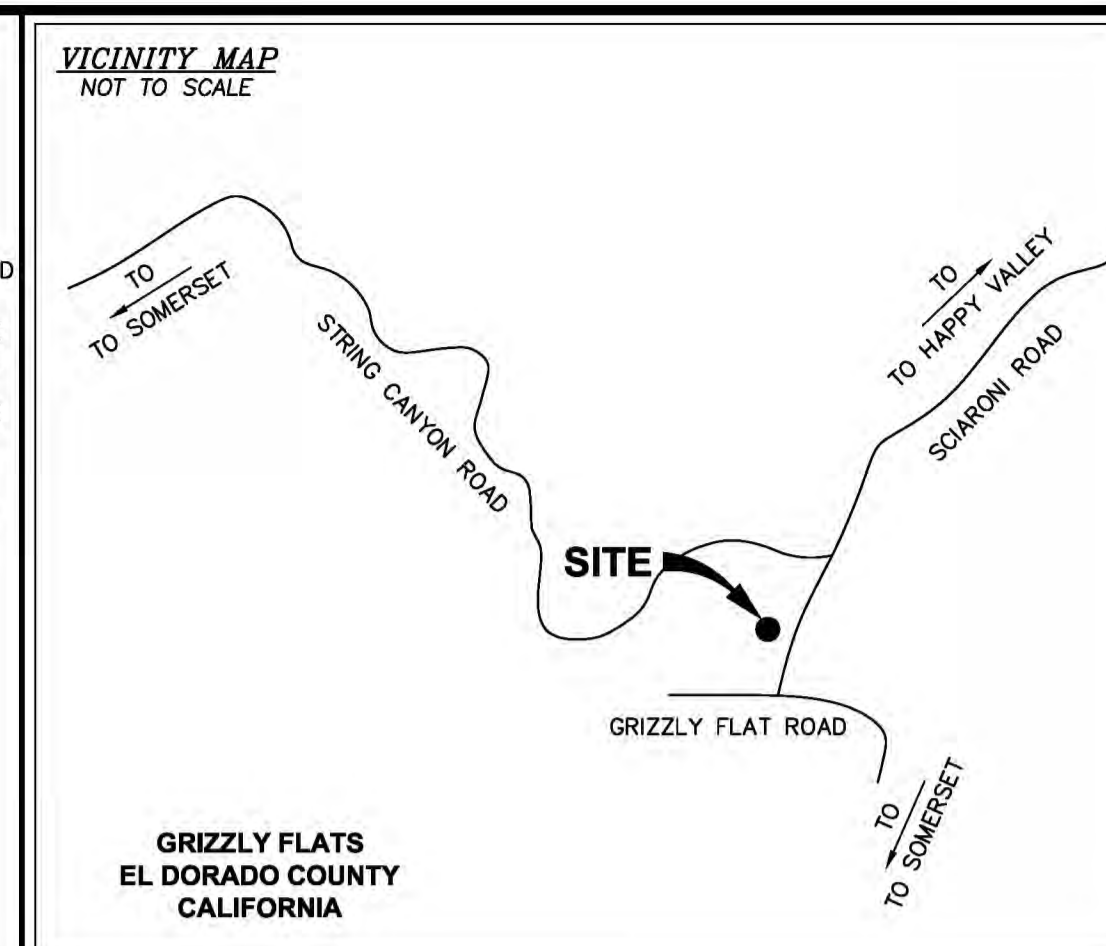 VICINITY MAP
NOT TO SCALE
D
TO
TO SOMERSET
STRING CANYON ROAD
TO
TO HAPPY VALLEY
SCIARONI ROAD
SITE
GRIZZLY FLAT ROAD
TO
TO SOMERSET
GRIZZLY FLATS
EL DORADO COUNTY
CALIFORNIA